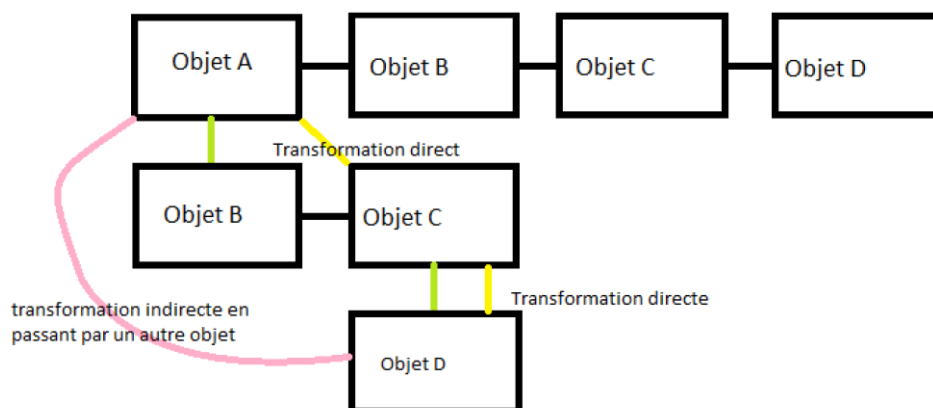 Objet A
Objet B
Objet C
Objet D
Transformation direct
Objet B
Objet C
transformation indirecte en
passant par un autre objet
Transformation directe
Objet D